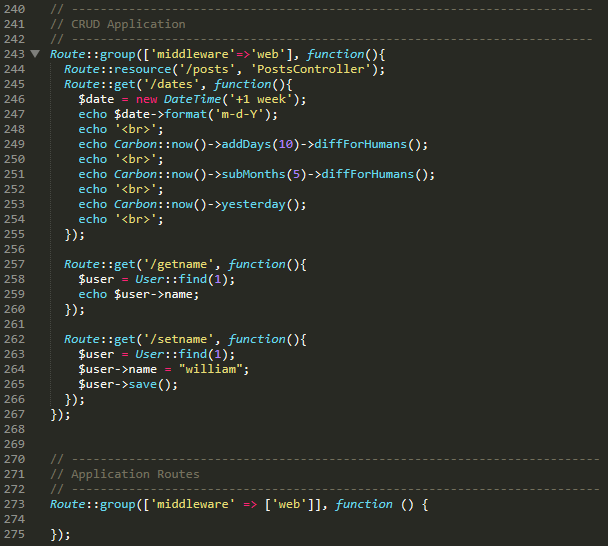 240 // --------------------------------------------------------------------------
241 // CRUD Application
242 // --------------------------------------------------------------------------
243 Route::group(['middleware'=>'web'], function(){
244   Route::resource('/posts', 'PostsController');
245   Route::get('/dates', function(){
246     $date = new DateTime('+1 week');
247     echo $date->format('m-d-Y');
248     echo '<br>';
249     echo Carbon::now()->addDays(10)->diffForHumans();
250     echo '<br>';
251     echo Carbon::now()->subMonths(5)->diffForHumans();
252     echo '<br>';
253     echo Carbon::now()->yesterday();
254     echo '<br>';
255   });
256
257   Route::get('/getname', function(){
258     $user = User::find(1);
259     echo $user->name;
260   });
261
262   Route::get('/setname', function(){
263     $user = User::find(1);
264     $user->name = "william";
265     $user->save();
266   });
267 });
268
269
270 // ---------------------------------------------------------------------------
271 // Application Routes
272 // ---------------------------------------------------------------------------
273 Route::group(['middleware' => ['web']], function () {
274
275 });